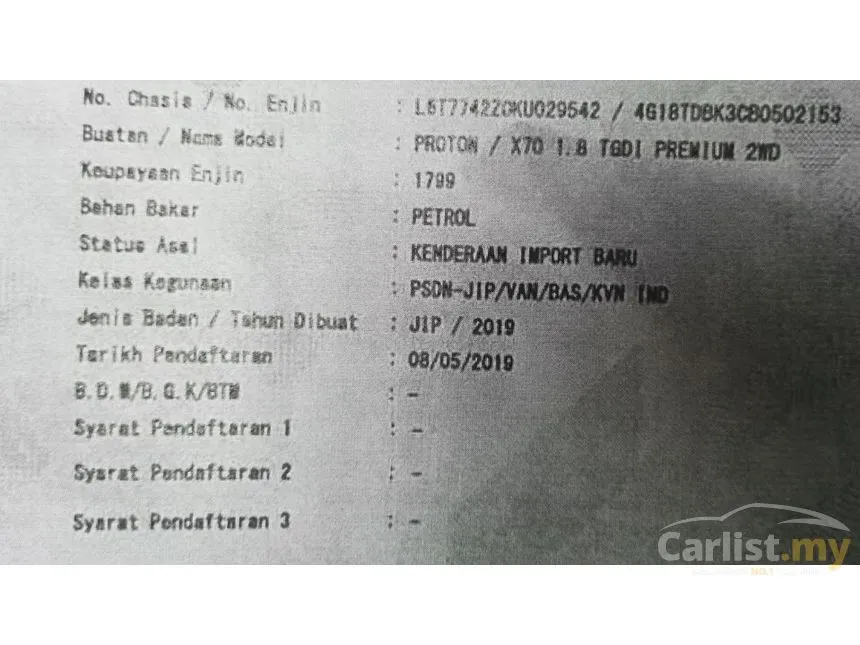 No. Chasis / No. Enjin : L6T7742Z0KU029542 / 4G18TDBK3CB0502153
Buatan / Nama Model : PROTON / X70 1.8 TGDI PREMIUM 2WD
Keupayaan Enjin : 1799
Bahan Bakar : PETROL
Status Asal : KENDERAAN IMPORT BARU
Kelas Kegunaan : PSDN-JIP/VAN/BAS/KVN IND
Jenis Badan / Tahun Dibuat : JIP / 2019
Tarikh Pendaftaran : 08/05/2019
B.D.M/B.G.K/BTM : -
Syarat Pendaftaran 1 : -
Syarat Pendaftaran 2 : -
Syarat Pendaftaran 3 : -
Carlist.my
NO.1